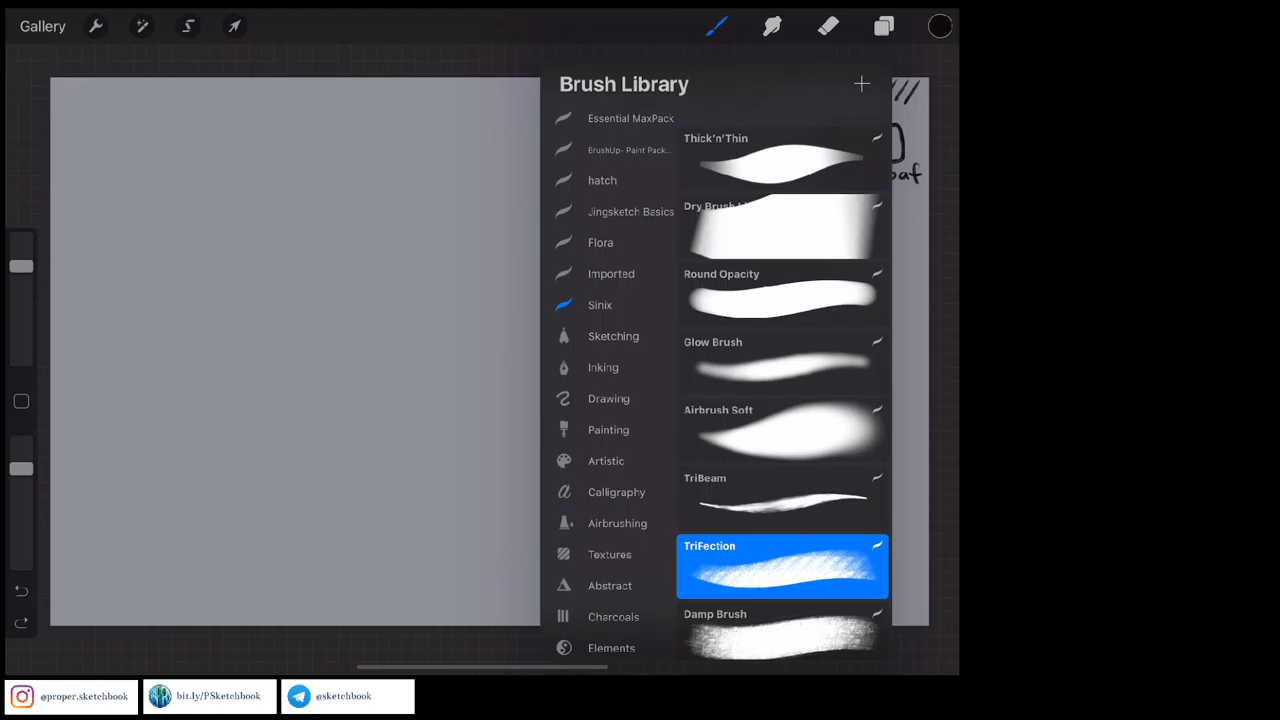 Gallery
Brush Library
Essential MaxPack
BrushUp- Paint Pack...
hatch
Jingsketch Basics
Flora
Imported
Sinix
Sketching
Inking
Drawing
Painting
Artistic
Calligraphy
Airbrushing
Textures
Abstract
Charcoals
Elements
Thick'n'Thin
Dry Brush
Round Opacity
Glow Brush
Airbrush Soft
TriBeam
TriFection
Damp Brush
@proper.sketchbook
bit.ly/PSketchbook
@sketchbook